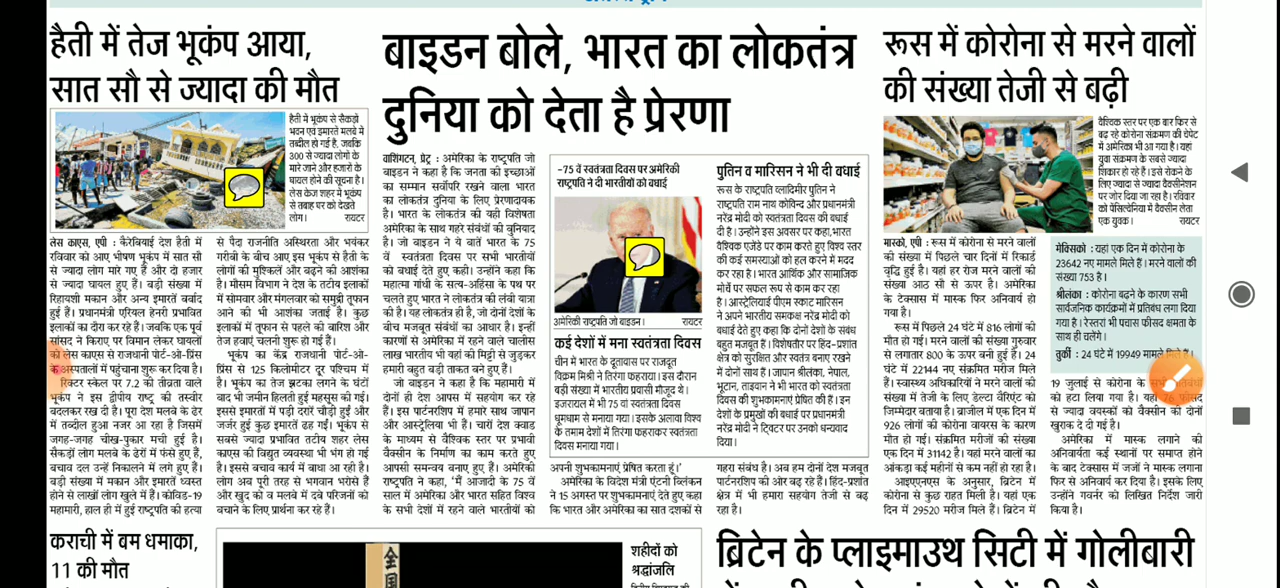 हैती में तेज भूकंप आया,
सात सौ से ज्यादा की मौत
हैती में भूकंप से सैकड़ो
भवन एवं इमारते मलबे में
तब्दील हो गई है, जबकि
300 से ज्यादा लोगो के
मारे जाने और हजारों के
घायल होने की सूचना है।
लेस केज शहर में भूकंप
से तबाह घर को देखते
लोग। रायटर
लेस काएस, एपी : कैरेबियाई देश हैती में
रविवार को आए भीषण भूकंप में सात सौ
से ज्यादा लोग मारे गए हैं और दो हजार
से ज्यादा घायल हुए हैं। बड़ी संख्या में
रिहायशी मकान और अन्य इमारतें बर्बाद
हुई हैं। प्रधानमंत्री एरियल हेनरी प्रभावित
इलाकों का दौरा कर रहे हैं। जबकि एक पूर्व
सांसद ने किराए पर विमान लेकर घायलों
को लेस काएस से राजधानी पोर्ट-ओ-प्रिंस
के अस्पतालों में पहुंचाना शुरू कर दिया है।
रिक्टर स्केल पर 7.2 की तीव्रता वाले
भूकंप ने इस द्वीपीय राष्ट्र की तस्वीर
बदलकर रख दी है। पूरा देश मलबे के ढेर
में तब्दील हुआ नजर आ रहा है जिसमें
जगह-जगह चीख-पुकार मची हुई है।
सैकड़ों लोग मलबे के ढेरों में फंसे हुए हैं,
बचाव दल उन्हें निकालने में लगे हुए हैं।
बड़ी संख्या में मकान और इमारतें ध्वस्त
होने से लाखों लोग खुले में हैं। कोविड-19
महामारी, हाल ही में हुई राष्ट्रपति की हत्या
से पैदा राजनीति अस्थिरता और भयंकर
गरीबी के बीच आए इस भूकंप से हैती के
लोगों की मुश्किलें और बढ़ने की आशंका
है। मौसम विभाग ने देश के तटीय इलाकों
में सोमवार और मंगलवार को समुद्री तूफान
आने की भी आशंका जताई है। कुछ
इलाकों में तूफान से पहले की बारिश और
तेज हवाएं चलनी शुरू हो गई हैं।
भूकंप का केंद्र राजधानी पोर्ट-ओ-
प्रिंस से 125 किलोमीटर दूर पश्चिम में
है। भूकंप का तेज झटका लगने के घंटों
बाद भी जमीन हिलती हुई महसूस की गई।
इससे इमारतों में पड़ी दरारें चौड़ी हुईं और
जर्जर हुई कुछ इमारतें ढह गईं। भूकंप से
सबसे ज्यादा प्रभावित तटीय शहर लेस
काएस की विद्युत व्यवस्था भी भंग हो गई
है। इससे बचाव कार्य में बाधा आ रही है।
लोग अब पूरी तरह से भगवान भरोसे हैं
और खुद को व मलबे में दबे परिजनों को
बचाने के लिए प्रार्थना कर रहे हैं।
बाइडन बोले, भारत का लोकतंत्र
दुनिया को देता है प्रेरणा
वाशिंगटन, प्रेट्र : अमेरिका के राष्ट्रपति जो
बाइडन ने कहा है कि जनता की इच्छाओं
का सम्मान सर्वोपरि रखने वाला भारत
का लोकतंत्र दुनिया के लिए प्रेरणादायक
है। भारत के लोकतंत्र की यही विशेषता
अमेरिका के साथ गहरे संबंधों की बुनियाद
है। जो बाइडन ने ये बातें भारत के 75
वें स्वतंत्रता दिवस पर सभी भारतीयों
को बधाई देते हुए कही। उन्होंने कहा कि
महात्मा गांधी के सत्य-अहिंसा के पथ पर
चलते हुए भारत ने लोकतंत्र की लंबी यात्रा
की है। यह लोकतंत्र ही है, जो दोनों देशों के
बीच मजबूत संबंधों का आधार है। इन्हीं
कारणों से अमेरिका में रहने वाले चालीस
लाख भारतीय भी वहां की मिट्टी से जुड़कर
हमारी बहुत बड़ी ताकत बने हुए हैं।
जो बाइडन ने कहा है कि महामारी में
दोनों ही देश आपस में सहयोग कर रहे
हैं। इस पार्टनरशिप में हमारे साथ जापान
और आस्ट्रेलिया भी हैं। चारों देश क्वाड
के माध्यम से वैश्विक स्तर पर प्रभावी
वैक्सीन के निर्माण का काम करते हुए
आपसी समन्वय बनाए हुए हैं। अमेरिकी
राष्ट्रपति ने कहा, 'मैं आजादी के 75 वें
साल में अमेरिका और भारत सहित विश्व
के सभी देशों में रहने वाले भारतीयों को
-75 वें स्वतंत्रता दिवस पर अमेरिकी
राष्ट्रपति ने दी भारतीयों को बधाई
अमेरिकी राष्ट्रपति जो बाइडन। रायटर
कई देशों में मना स्वतंत्रता दिवस
चीन में भारत के दूतावास पर राजदूत
विक्रम मिश्री ने तिरंगा फहराया। इस दौरान
बड़ी संख्या में भारतीय प्रवासी मौजूद थे।
इजरायल में भी 75 वां स्वतंत्रता दिवस
धूमधाम से मनाया गया। इसके अलावा विश्व
के तमाम देशों में तिरंगा फहराकर स्वतंत्रता
दिवस मनाया गया।
पुतिन व मारिसन ने भी दी बधाई
रूस के राष्ट्रपति व्लादिमीर पुतिन ने
राष्ट्रपति राम नाथ कोविन्द और प्रधानमंत्री
नरेंद्र मोदी को स्वतंत्रता दिवस की बधाई
दी है। उन्होंने इस अवसर पर कहा,भारत
वैश्विक एजेंडे पर काम करते हुए विश्व स्तर
की कई समस्याओं को हल करने में मदद
कर रहा है। भारत आर्थिक और सामाजिक
मोर्चे पर सफल रूप से काम कर रहा
है। आस्ट्रेलियाई पीएम स्काट मारिसन
ने अपने भारतीय समकक्ष नरेंद्र मोदी को
बधाई देते हुए कहा कि दोनों देशों के संबंध
बहुत मजबूत हैं। विशेषतौर पर हिंद-प्रशांत
क्षेत्र को सुरक्षित और स्वतंत्र बनाए रखने
में दोनों साथ हैं। जापान श्रीलंका, नेपाल,
भूटान, ताइवान ने भी भारत को स्वतंत्रता
दिवस की शुभकामनाएं प्रेषित की हैं। इन
देशों के प्रमुखों की बधाई पर प्रधानमंत्री
नरेंद्र मोदी ने ट्विटर पर उनको धन्यवाद
दिया।
अपनी शुभकामनाएं प्रेषित करता हूं।'
अमेरिका के विदेश मंत्री एंटनी ब्लिंकन
ने 15 अगस्त पर शुभकामनाएं देते हुए कहा
कि भारत और अमेरिका का सात दशकों से
गहरा संबंध है। अब हम दोनों देश मजबूत
पार्टनरशिप की ओर बढ़ रहे हैं। हिंद-प्रशांत
क्षेत्र में भी हमारा सहयोग तेजी से बढ़
रहा है।
रूस में कोरोना से मरने वालों
की संख्या तेजी से बढ़ी
वैश्विक स्तर पर एक बार फिर से
बढ़ रहे कोरोना संक्रमण की चपेट
में अमेरिका भी आ गया है। यहां
युवा संक्रमण के सबसे ज्यादा
शिकार हो रहे हैं। इसे रोकने के
लिए ज्यादा से ज्यादा वैक्सीनेशन
पर जोर दिया जा रहा है। रविवार
को पेंसिल्वेनिया में वैक्सीन लेता
एक युवक। रायटर
मास्को, एपी : रूस में कोरोना से मरने वालों
की संख्या में पिछले चार दिनों में रिकार्ड
वृद्धि हुई है। यहां हर रोज मरने वालों की
संख्या आठ सौ से ऊपर है। अमेरिका
के टेक्सास में मास्क फिर अनिवार्य हो
गया है।
रूस में पिछले 24 घंटे में 816 लोगों की
मौत हो गई। मरने वालों की संख्या गुरुवार
से लगातार 800 के ऊपर बनी हुई है। 24
घंटे में 22144 नए संक्रमित मरीज मिले
हैं। स्वास्थ्य अधिकारियों ने मरने वालों की
संख्या में तेजी के लिए डेल्टा वैरिएंट को
जिम्मेदार बताया है। ब्राजील में एक दिन में
926 लोगों की कोरोना वायरस के कारण
मौत हो गई। संक्रमित मरीजों की संख्या
एक दिन में 31142 है। यहां मरने वालों का
आंकड़ा कई महीनों से कम नहीं हो रहा है।
आइएएनएस के अनुसार, ब्रिटेन में
कोरोना से कुछ राहत मिली है। यहां एक
दिन में 29520 मरीज मिले हैं। ब्रिटेन में
मेक्सिको: यहा एक दिन में कोरोना के
23642 नए मामले मिले हैं। मरने वालों की
संख्या 753 है।
श्रीलंका : कोरोना बढ़ने के कारण सभी
सार्वजनिक कार्यक्रमों में प्रतिबंध लगा दिया
गया है। रेस्तरां भी पचास फीसद क्षमता के
साथ ही चलेंगे।
तुर्की : 24 घंटे में 19949 मामले मिले हैं।
19 जुलाई से कोरोना के सभी
को हटा लिया गया है। यहां 76 फीसद
से ज्यादा वयस्कों को वैक्सीन की दोनों
खुराक दे दी गई हैं।
अमेरिका में मास्क लगाने की
अनिवार्यता कई स्थानों पर समाप्त होने
के बाद टेक्सास में जजों ने मास्क लगाना
फिर से अनिवार्य कर दिया है। इसके लिए
उन्होंने गवर्नर को लिखित निर्देश जारी
किया है।
कराची में बम धमाका,
11 की मौत
全国
शहीदों को
श्रद्धांजलि
ब्रिटेन के प्लाइमाउथ सिटी में गोलीबारी